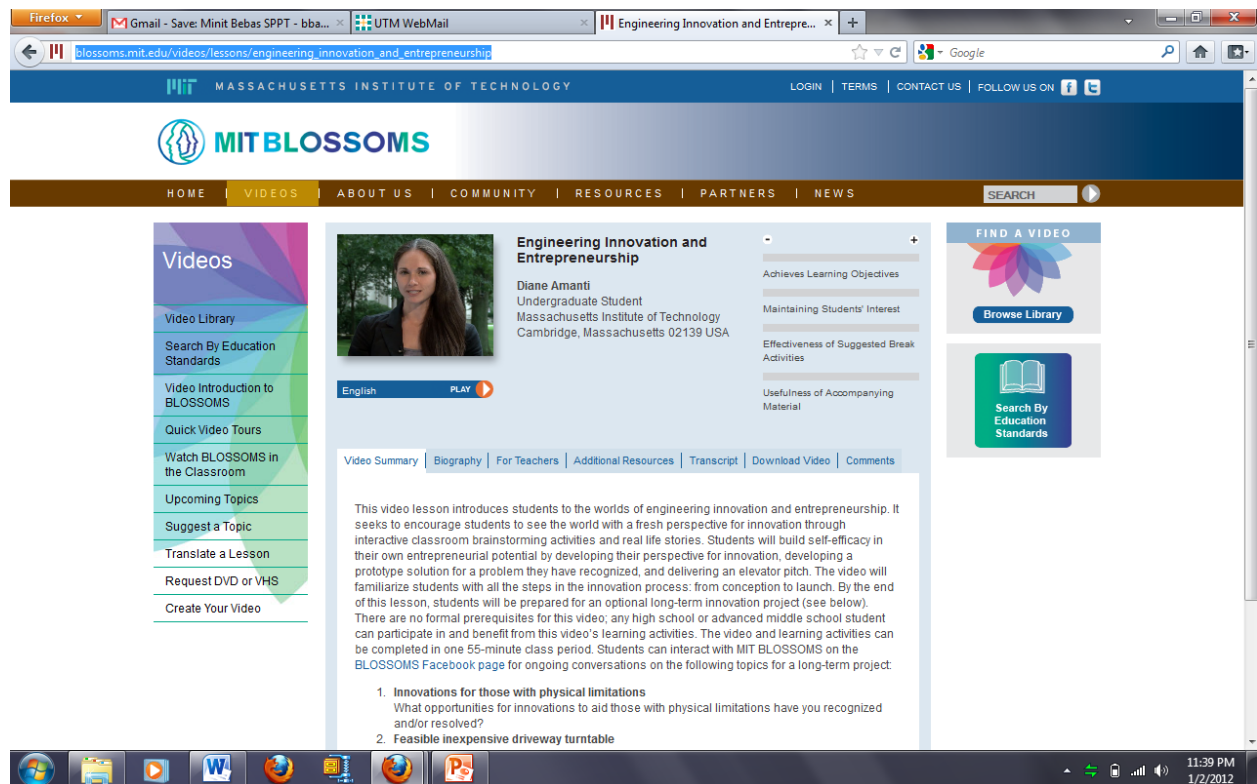 Firefox
Gmail - Save: Minit Bebas SPPT - bba...
UTM WebMail
Engineering Innovation and Entrepre...
blossoms.mit.edu/videos/lessons/engineering_innovation_and_entrepreneurship
Google
MASSACHUSETTS INSTITUTE OF TECHNOLOGY
LOGIN | TERMS | CONTACT US | FOLLOW US ON
MIT BLOSSOMS
HOME | VIDEOS | ABOUT US | COMMUNITY | RESOURCES | PARTNERS | NEWS
SEARCH
Videos
Video Library
Search By Education
Standards
Video Introduction to
BLOSSOMS
Quick Video Tours
Watch BLOSSOMS in
the Classroom
Upcoming Topics
Suggest a Topic
Translate a Lesson
Request DVD or VHS
Create Your Video
English
PLAY
Engineering Innovation and
Entrepreneurship
Diane Amanti
Undergraduate Student
Massachusetts Institute of Technology
Cambridge, Massachusetts 02139 USA
- +
Achieves Learning Objectives
Maintaining Students' Interest
Effectiveness of Suggested Break
Activities
Usefulness of Accompanying
Material
FIND A VIDEO
Browse Library
Search By
Education
Standards
Video Summary | Biography | For Teachers | Additional Resources | Transcript | Download Video | Comments
This video lesson introduces students to the worlds of engineering innovation and entrepreneurship. It
seeks to encourage students to see the world with a fresh perspective for innovation through
interactive classroom brainstorming activities and real life stories. Students will build self-efficacy in
their own entrepreneurial potential by developing their perspective for innovation, developing a
prototype solution for a problem they have recognized, and delivering an elevator pitch. The video will
familiarize students with all the steps in the innovation process: from conception to launch. By the end
of this lesson, students will be prepared for an optional long-term innovation project (see below).
There are no formal prerequisites for this video; any high school or advanced middle school student
can participate in and benefit from this video's learning activities. The video and learning activities can
be completed in one 55-minute class period. Students can interact with MIT BLOSSOMS on the
BLOSSOMS Facebook page for ongoing conversations on the following topics for a long-term project:
1. Innovations for those with physical limitations
What opportunities for innovations to aid those with physical limitations have you recognized
and/or resolved?
2. Feasible inexpensive driveway turntable
11:39 PM
1/2/2012